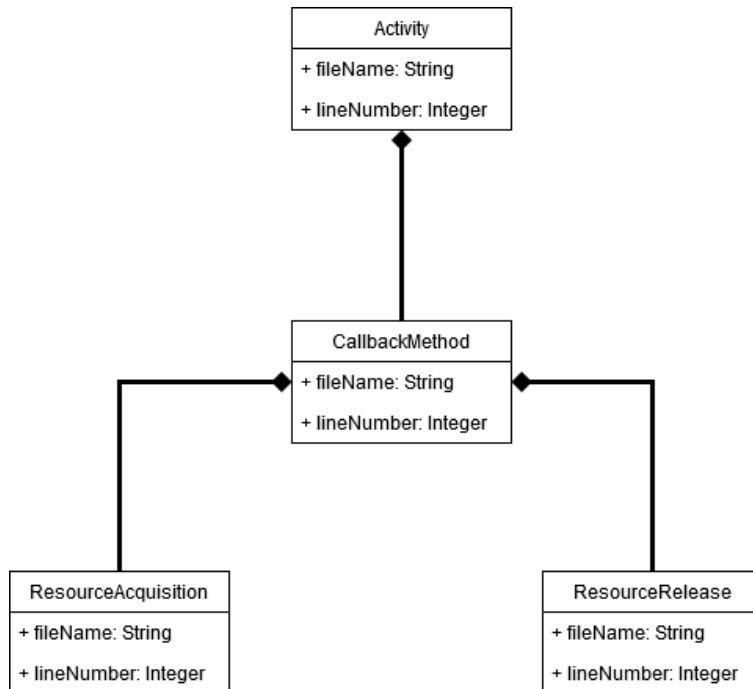 Activity
+ fileName: String
+ lineNumber: Integer
CallbackMethod
+ fileName: String
+ lineNumber: Integer
ResourceAcquisition
+ fileName: String
+ lineNumber: Integer
ResourceRelease
+ fileName: String
+ lineNumber: Integer